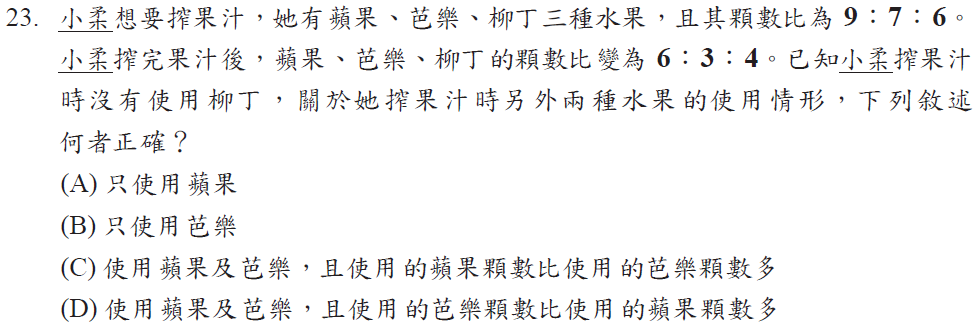 23. 小柔想要搾果汁，她有蘋果、芭樂、柳丁三種水果，且其顆數比為 9：7：6。
小柔搾完果汁後，蘋果、芭樂、柳丁的顆數比變為 6：3：4。已知小柔搾果汁
時沒有使用柳丁，關於她搾果汁時另外兩種水果的使用情形，下列敘述
何者正確？
(A) 只使用蘋果
(B) 只使用芭樂
(C) 使用蘋果及芭樂，且使用的蘋果顆數比使用的芭樂顆數多
(D) 使用蘋果及芭樂，且使用的芭樂顆數比使用的蘋果顆數多